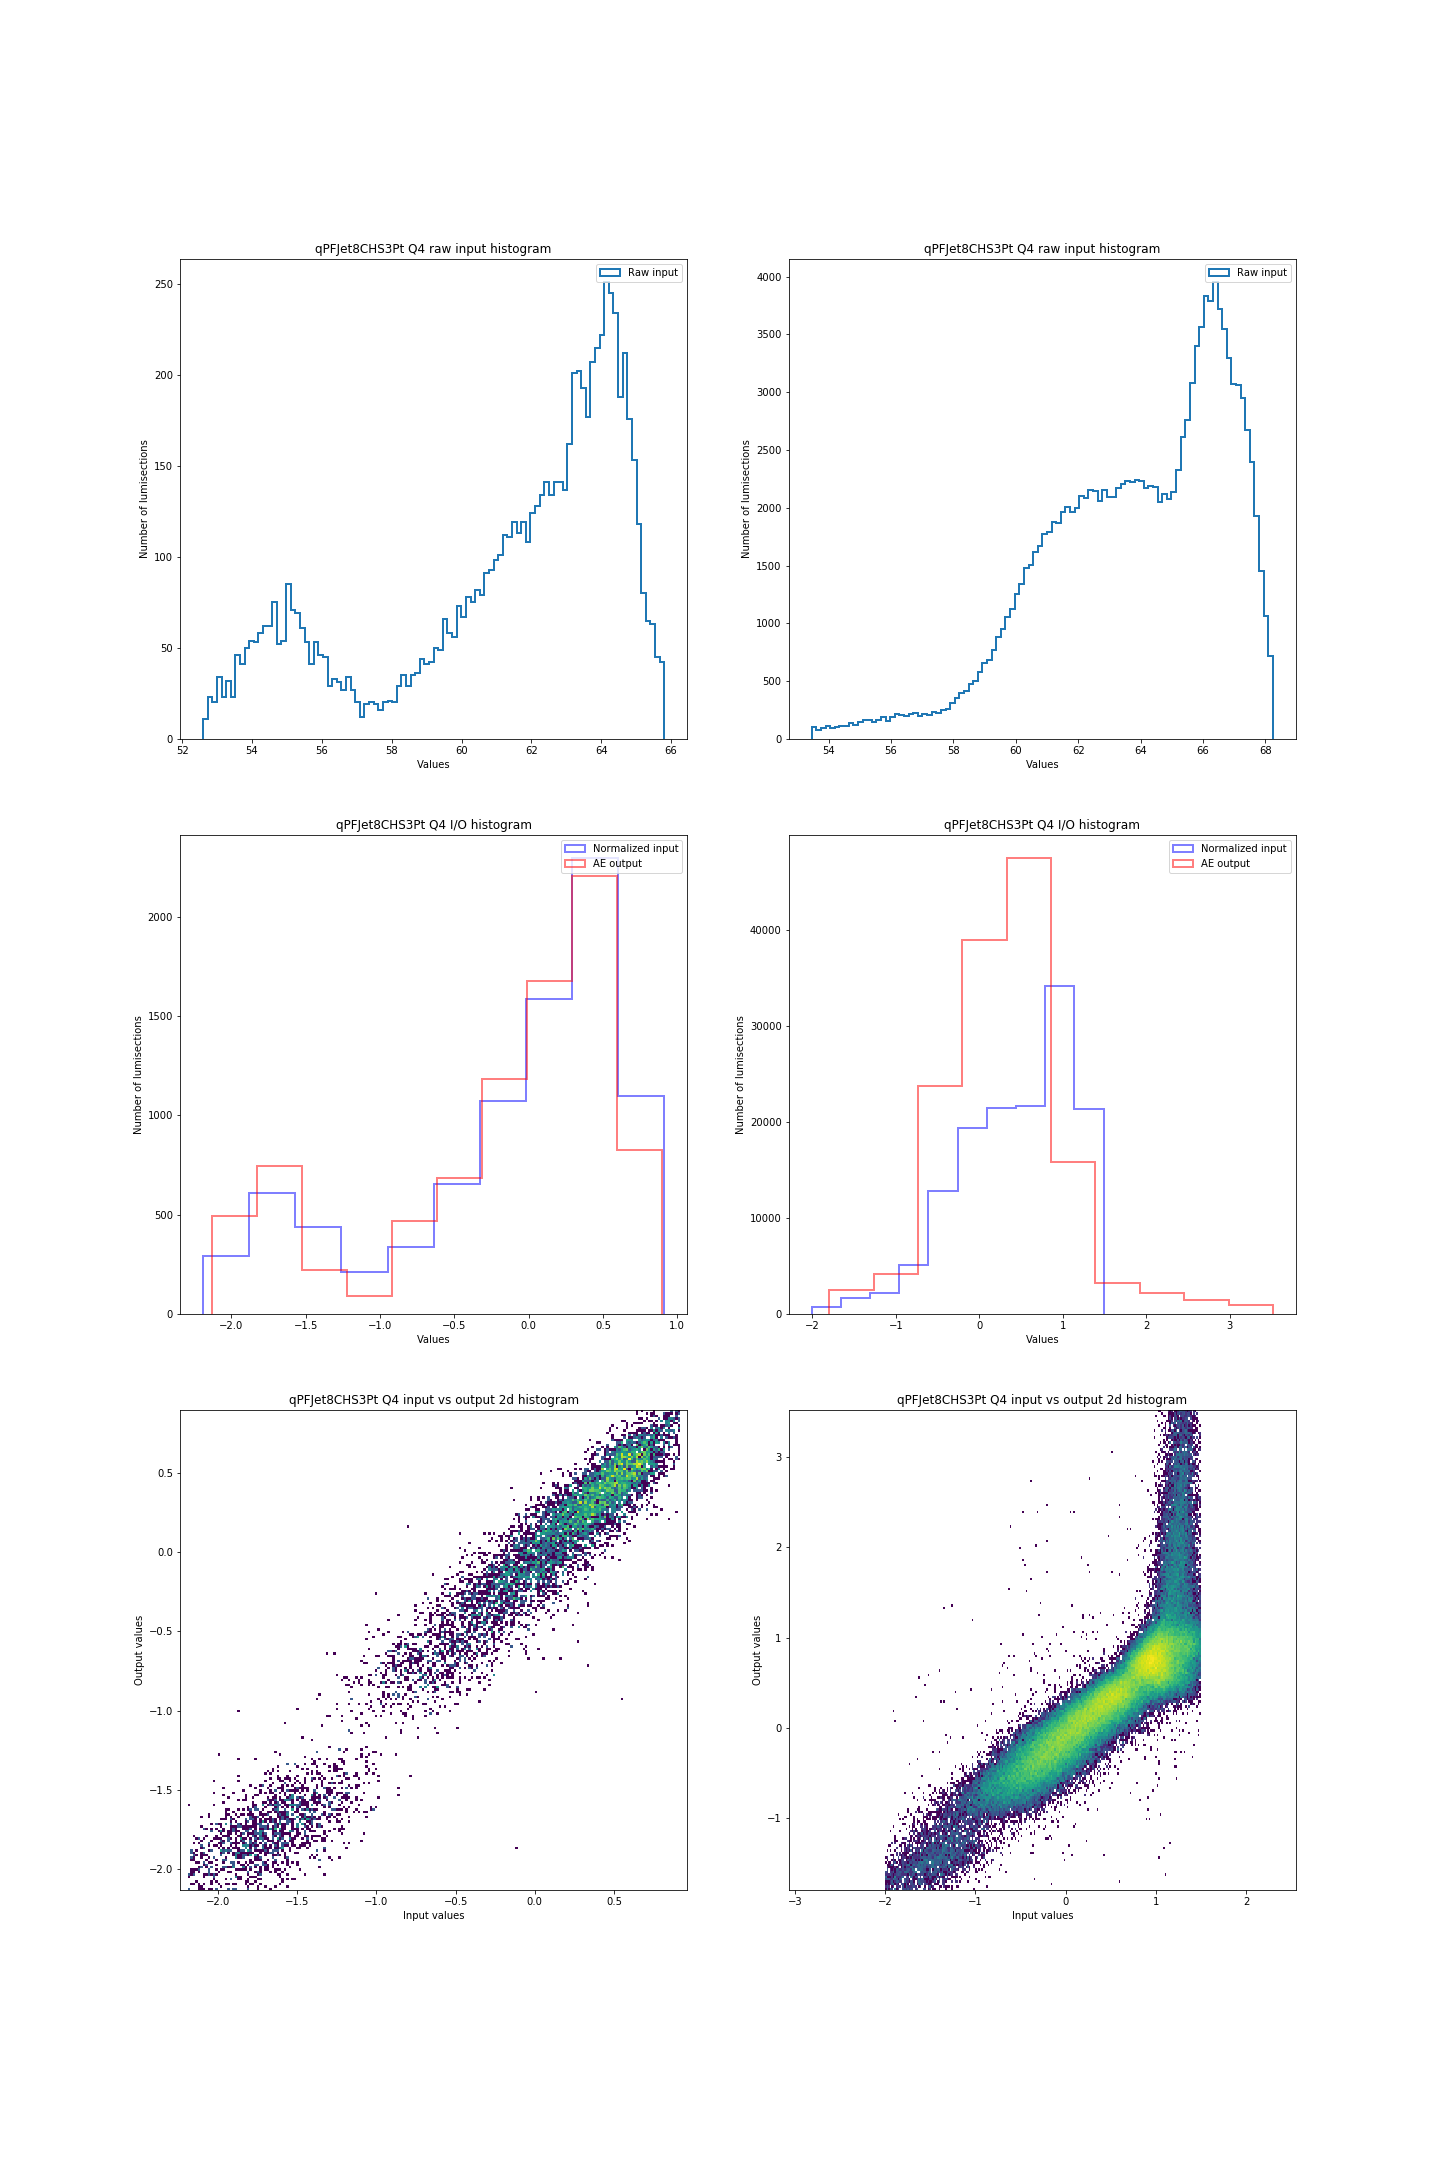 qPFJet8CHS3Pt Q4 raw input histogram
Raw input
250
200
150
100
50
0
Number of lumisections
52 54 56 58 60 62 64 66
Values
qPFJet8CHS3Pt Q4 raw input histogram
Raw input
4000
3500
3000
2500
2000
1500
1000
500
0
Number of lumisections
54 56 58 60 62 64 66 68
Values
qPFJet8CHS3Pt Q4 I/O histogram
Normalized input
AE output
2000
1500
1000
500
0
Number of lumisections
−2.0 −1.5 −1.0 −0.5 0.0 0.5 1.0
Values
qPFJet8CHS3Pt Q4 I/O histogram
Normalized input
AE output
40000
30000
20000
10000
0
Number of lumisections
−2 −1 0 1 2 3
Values
qPFJet8CHS3Pt Q4 input vs output 2d histogram
0.5
0.0
−0.5
−1.0
−1.5
−2.0
Output values
−2.0 −1.5 −1.0 −0.5 0.0 0.5
Input values
qPFJet8CHS3Pt Q4 input vs output 2d histogram
3
2
1
0
−1
Output values
−3 −2 −1 0 1 2
Input values